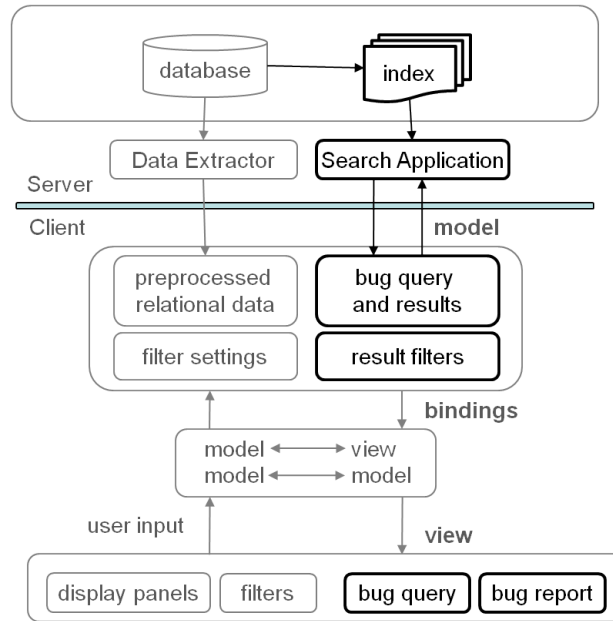 database
index
Data Extractor
Search Application
Server
Client
model
preprocessed
relational data
bug query
and results
filter settings
result filters
bindings
model view
model model
user input
view
display panels
filters
bug query
bug report